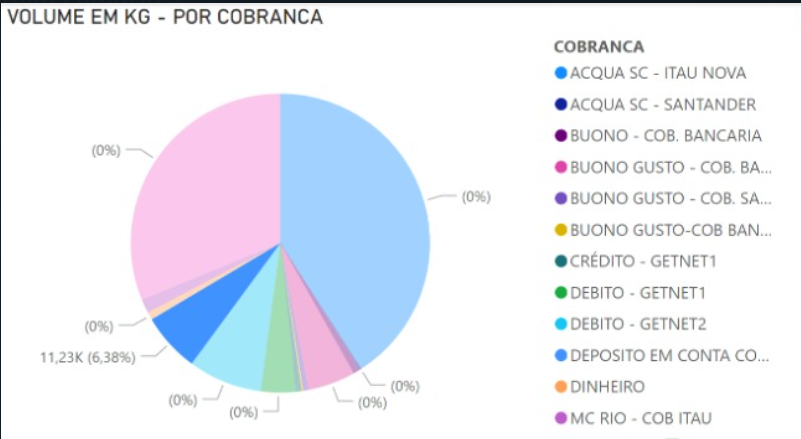 VOLUME EM KG - POR COBRANCA
COBRANCA
ACQUA SC - ITAU NOVA
ACQUA SC - SANTANDER
BUONO - COB. BANCARIA
BUONO GUSTO - COB. BA...
BUONO GUSTO - COB. SA...
BUONO GUSTO-COB BAN...
CRÉDITO - GETNET1
DEBITO - GETNET1
DEBITO - GETNET2
DEPOSITO EM CONTA CO...
DINHEIRO
MC RIO - COB ITAU
(0%)
(0%)
(0%)
11,23K (6,38%)
(0%)
(0%)
(0%)
(0%)